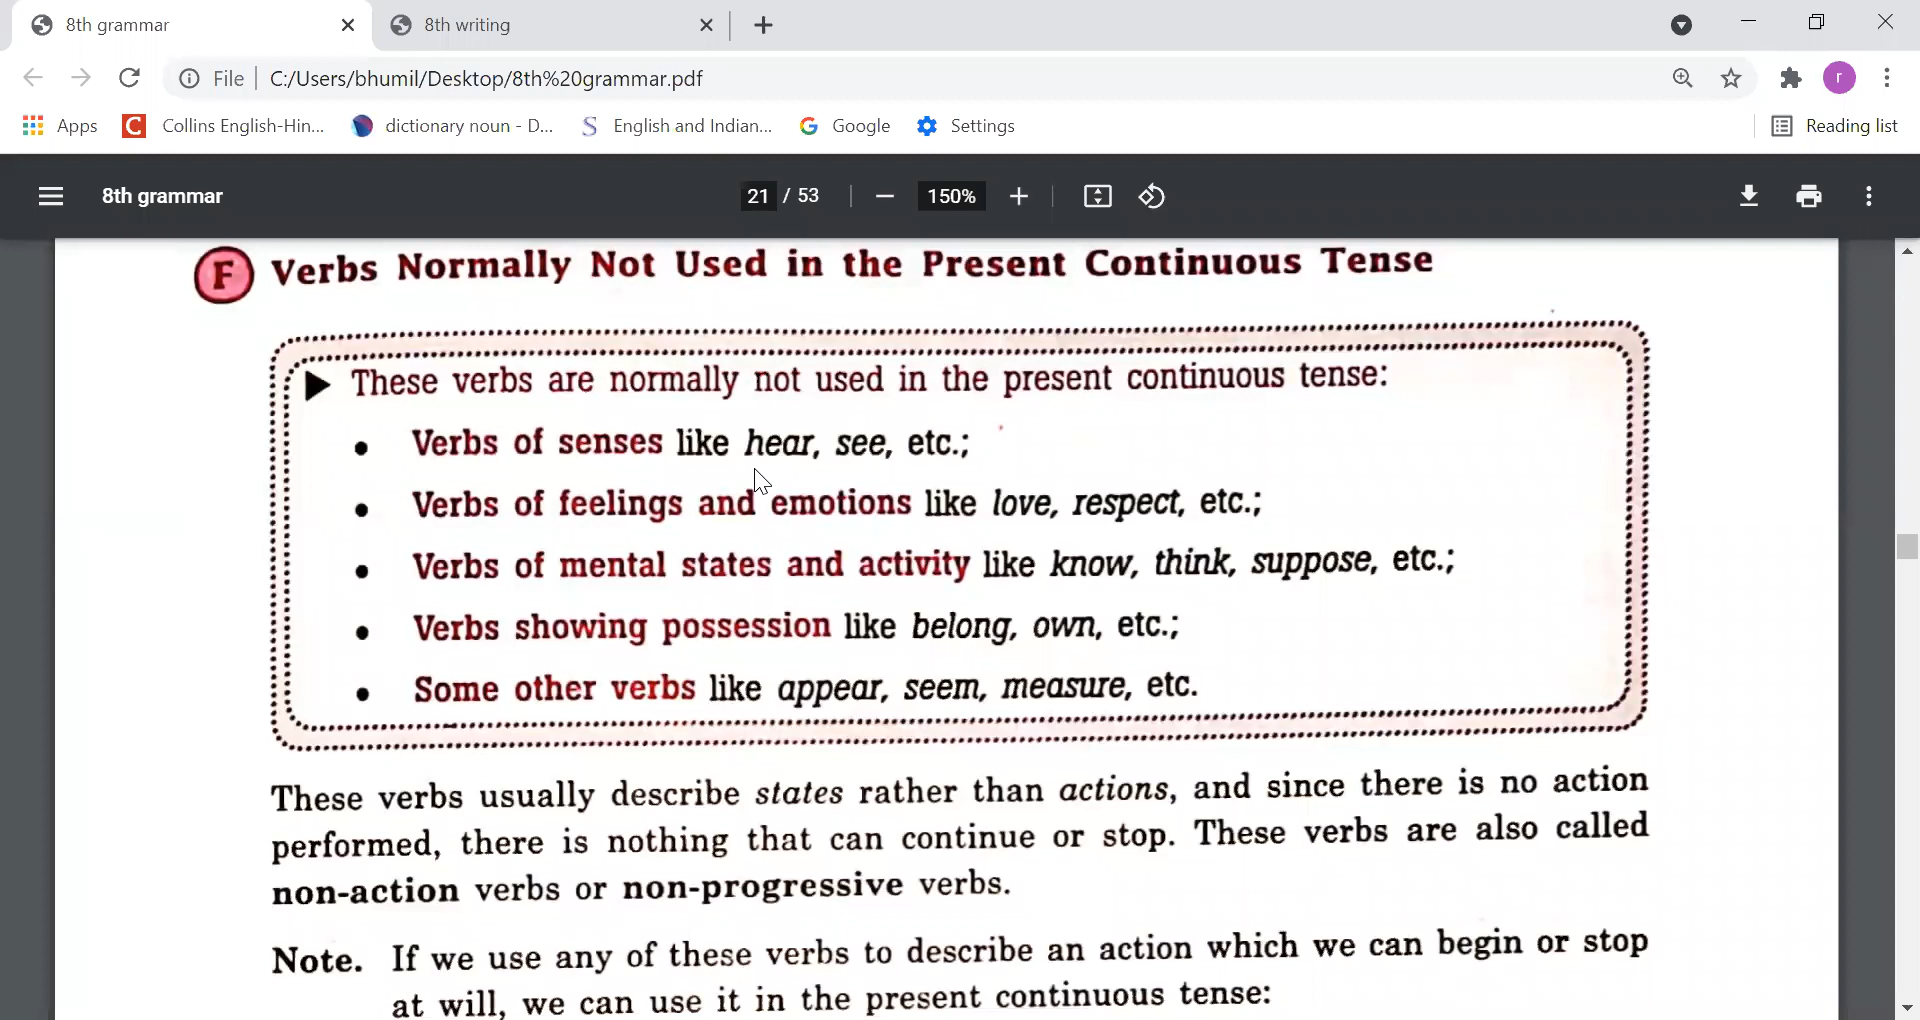 8th grammar
8th writing
File
C:/Users/bhumil/Desktop/8th%20grammar.pdf
r
Apps
C
Collins English-Hin...
dictionary noun - D...
S
English and Indian...
G
Google
Settings
Reading list
8th grammar
21 / 53
150%
F Verbs Normally Not Used in the Present Continuous Tense
▶ These verbs are normally not used in the present continuous tense:
• Verbs of senses like hear, see, etc.;
• Verbs of feelings and emotions like love, respect, etc.;
• Verbs of mental states and activity like know, think, suppose, etc.;
• Verbs showing possession like belong, own, etc.;
• Some other verbs like appear, seem, measure, etc.
These verbs usually describe states rather than actions, and since there is no action
performed, there is nothing that can continue or stop. These verbs are also called
non-action verbs or non-progressive verbs.
Note. If we use any of these verbs to describe an action which we can begin or stop
at will, we can use it in the present continuous tense: